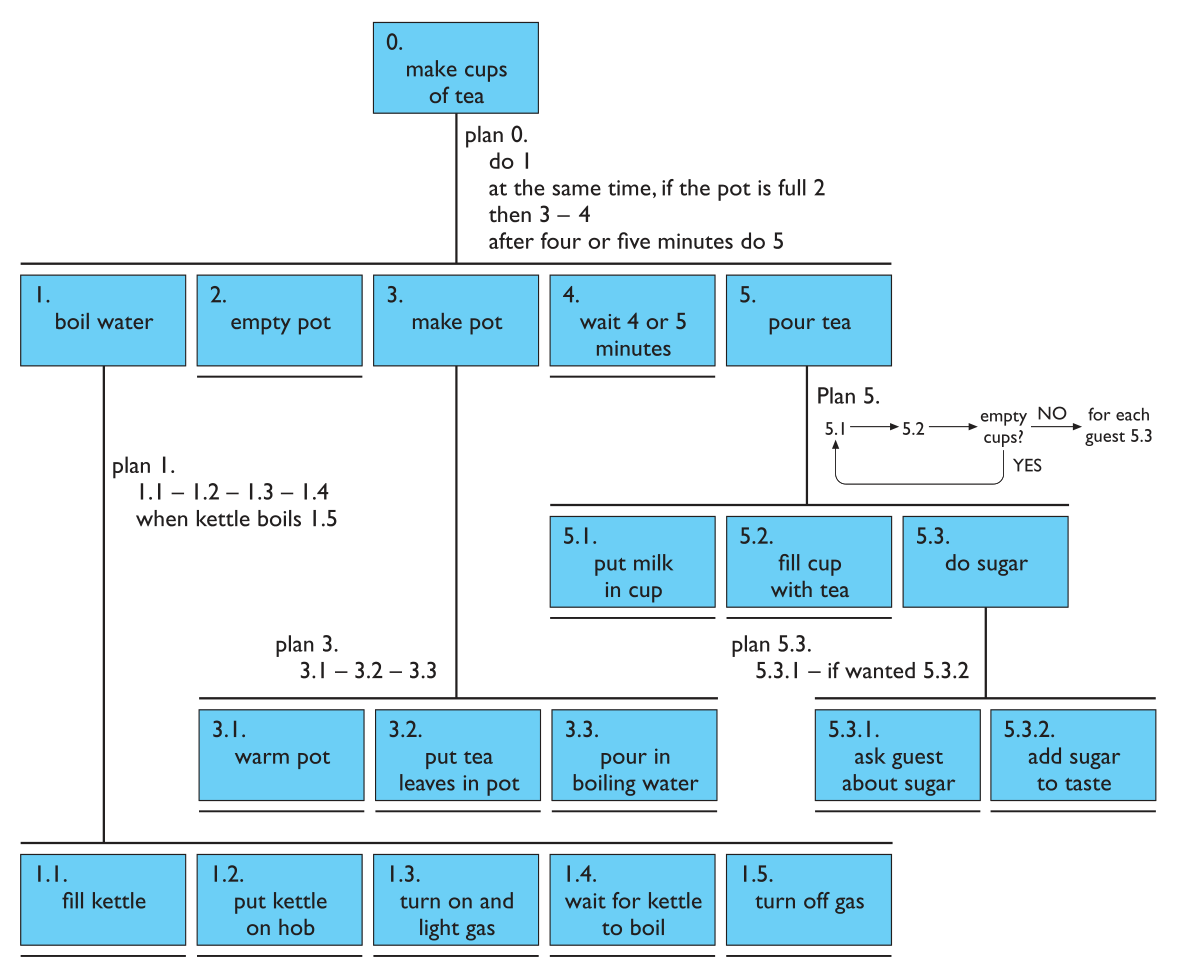 0.
make cups
of tea
plan 0.
do 1
at the same time, if the pot is full 2
then 3 – 4
after four or five minutes do 5
1.
boil water
2.
empty pot
3.
make pot
4.
wait 4 or 5
minutes
5.
pour tea
Plan 5.
5.1
5.2
empty
cups?
NO
for each
guest 5.3
YES
plan 1.
1.1 – 1.2 – 1.3 – 1.4
when kettle boils 1.5
5.1.
put milk
in cup
5.2.
fill cup
with tea
5.3.
do sugar
plan 3.
3.1 – 3.2 – 3.3
plan 5.3.
5.3.1 – if wanted 5.3.2
3.1.
warm pot
3.2.
put tea
leaves in pot
3.3.
pour in
boiling water
5.3.1.
ask guest
about sugar
5.3.2.
add sugar
to taste
1.1.
fill kettle
1.2.
put kettle
on hob
1.3.
turn on and
light gas
1.4.
wait for kettle
to boil
1.5.
turn off gas